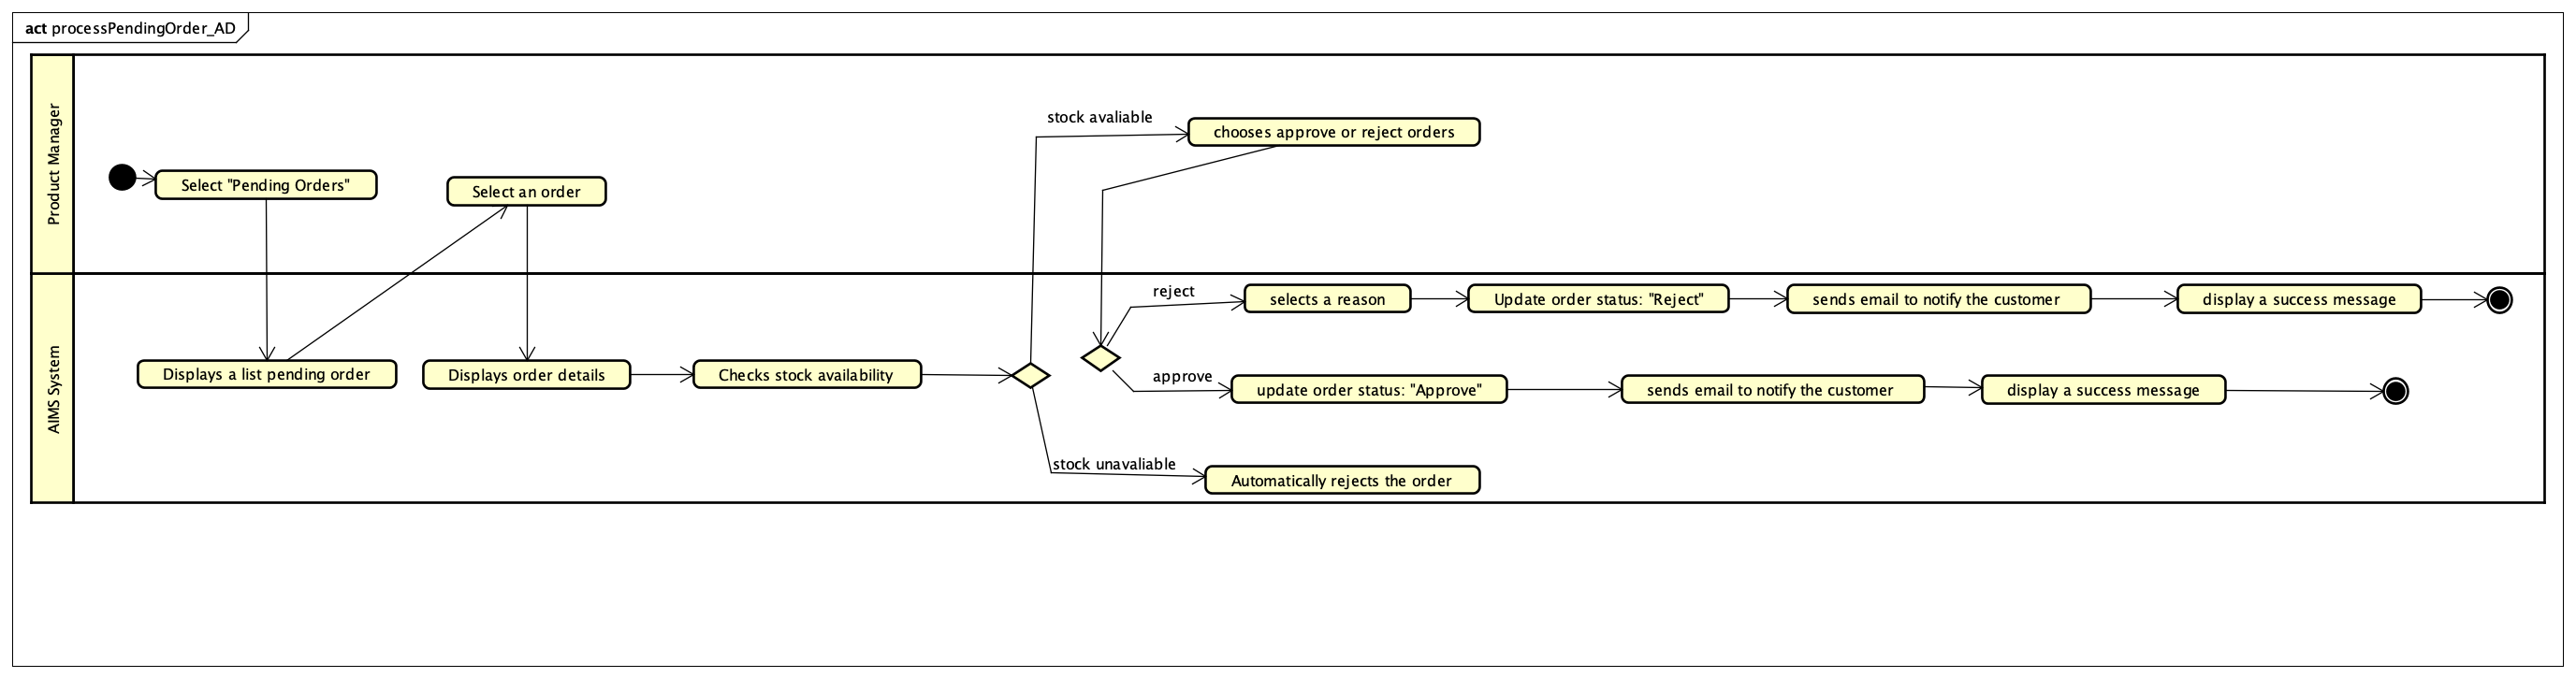 act processPendingOrder_AD
Product Manager
stock avaliable
chooses approve or reject orders
Select "Pending Orders"
Select an order
AIMS System
reject
selects a reason
Update order status: "Reject"
sends email to notify the customer
display a success message
Displays a list pending order
Displays order details
Checks stock availability
approve
update order status: "Approve"
sends email to notify the customer
display a success message
stock unavaliable
Automatically rejects the order